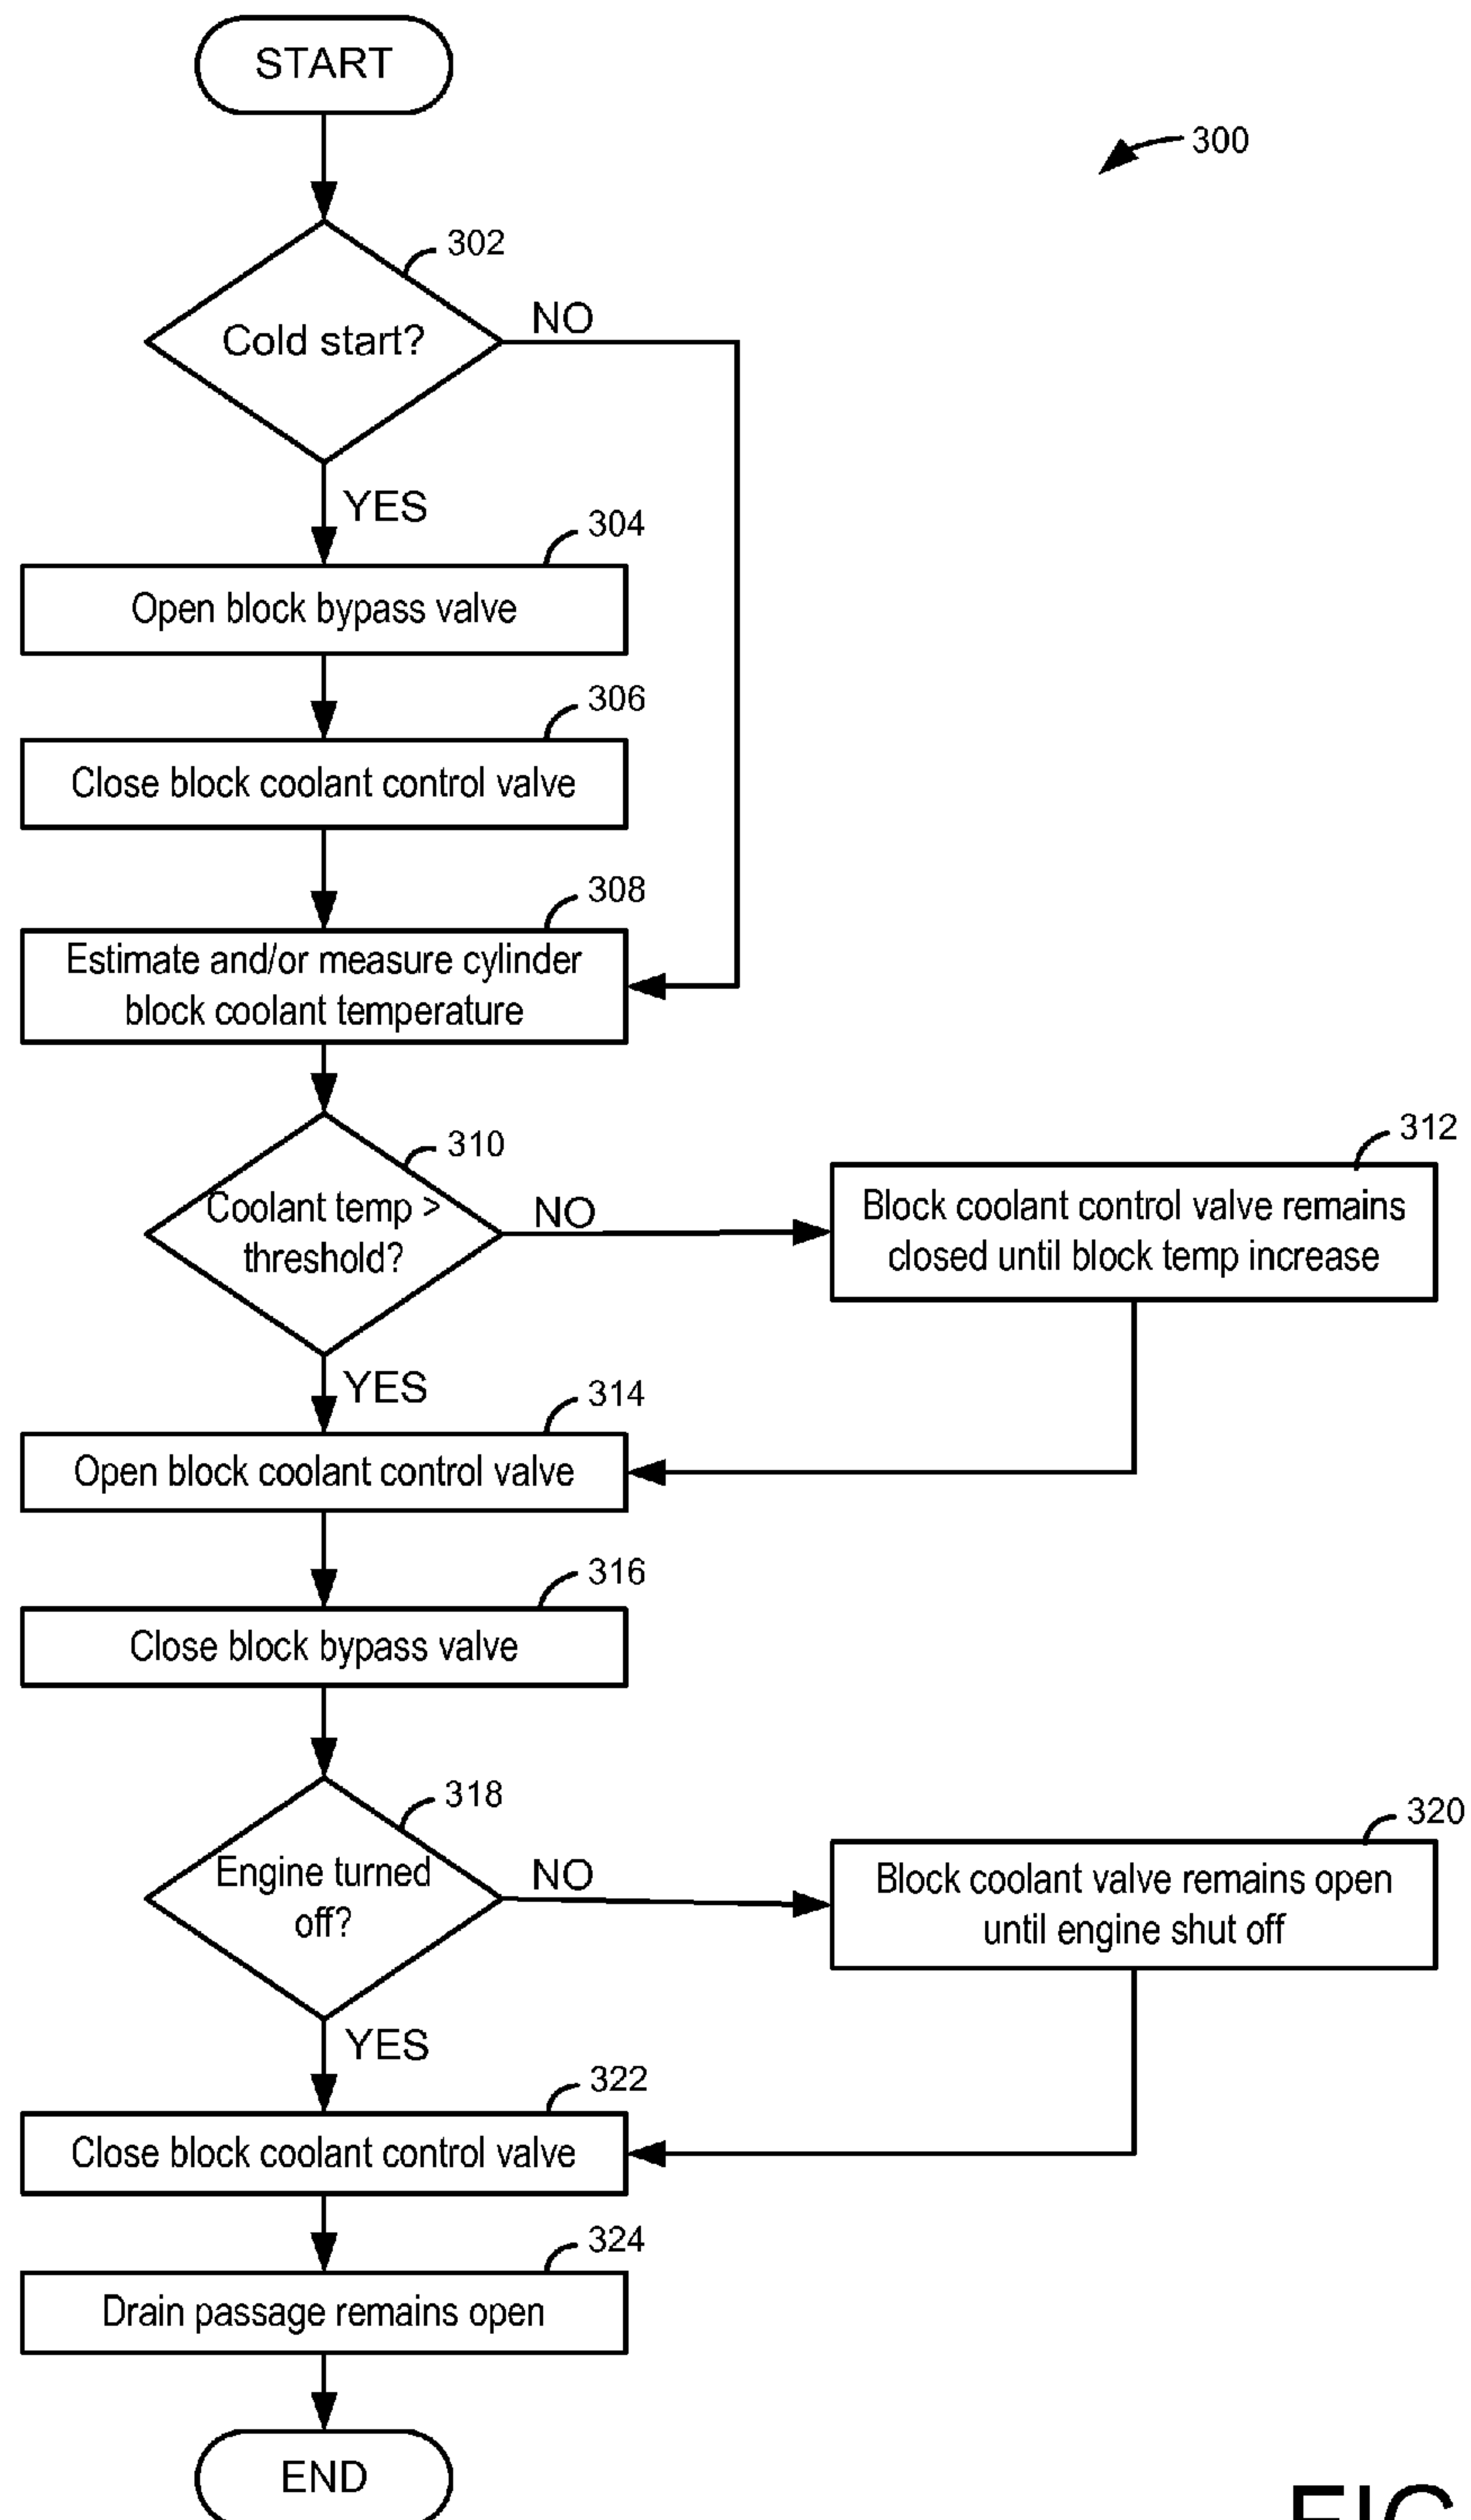 START
300
302
Cold start?
NO
YES
304
Open block bypass valve
306
Close block coolant control valve
308
Estimate and/or measure cylinder
block coolant temperature
310
Coolant temp >
threshold?
NO
312
Block coolant control valve remains
closed until block temp increase
YES
314
Open block coolant control valve
316
Close block bypass valve
318
Engine turned
off?
NO
320
Block coolant valve remains open
until engine shut off
YES
322
Close block coolant control valve
324
Drain passage remains open
END